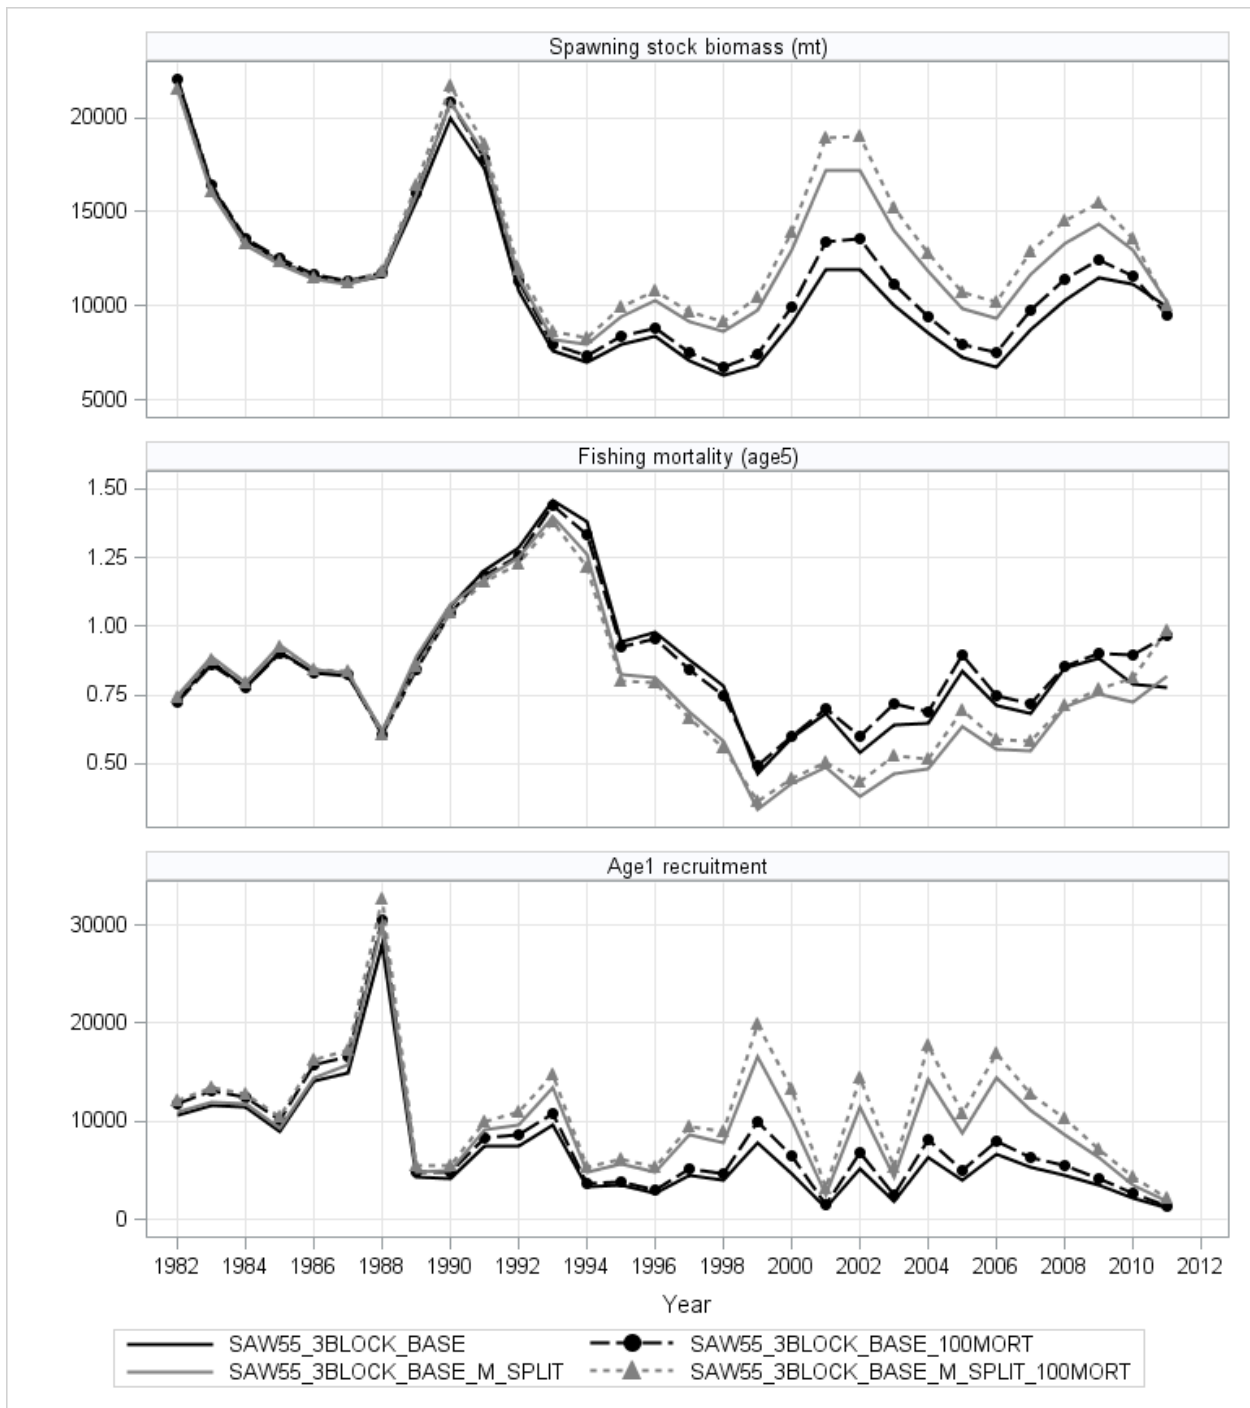 Spawning stock biomass (mt)
20000
15000
10000
5000
Fishing mortality (age5)
1.50
1.25
1.00
0.75
0.50
Age1 recruitment
30000
20000
10000
0
1982 1984 1986 1988 1990 1992 1994 1996 1998 2000 2002 2004 2006 2008 2010 2012
Year
SAW55_3BLOCK_BASE SAW55_3BLOCK_BASE_100MORT
SAW55_3BLOCK_BASE_M_SPLIT SAW55_3BLOCK_BASE_M_SPLIT_100MORT